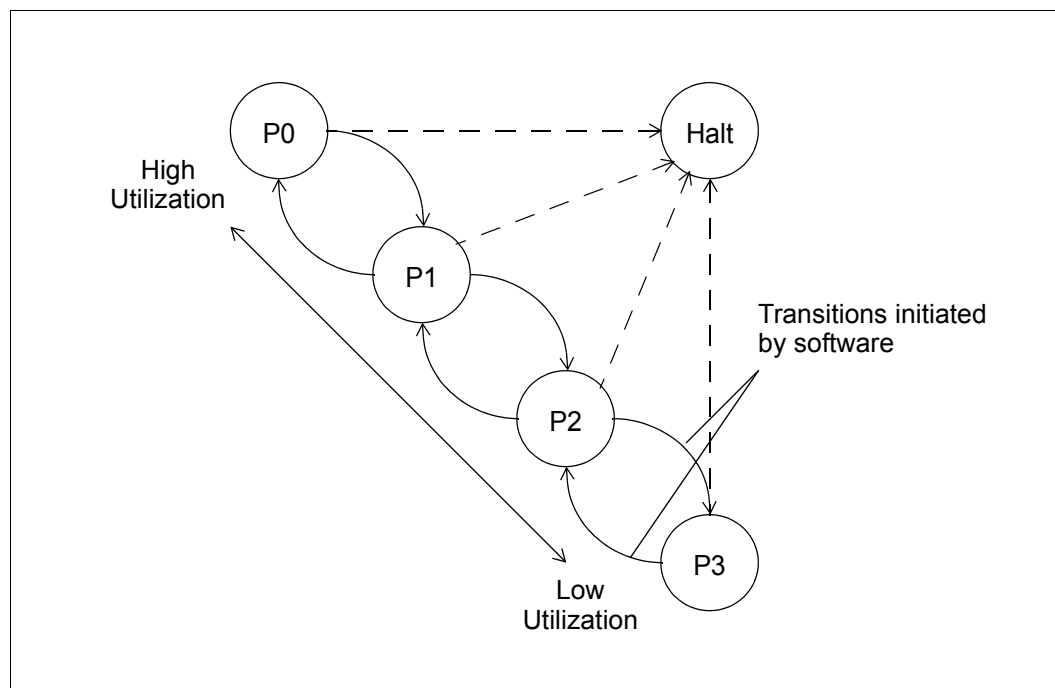 P0
Halt
High
Utilization
P1
Transitions initiated
by software
P2
P3
Low
Utilization